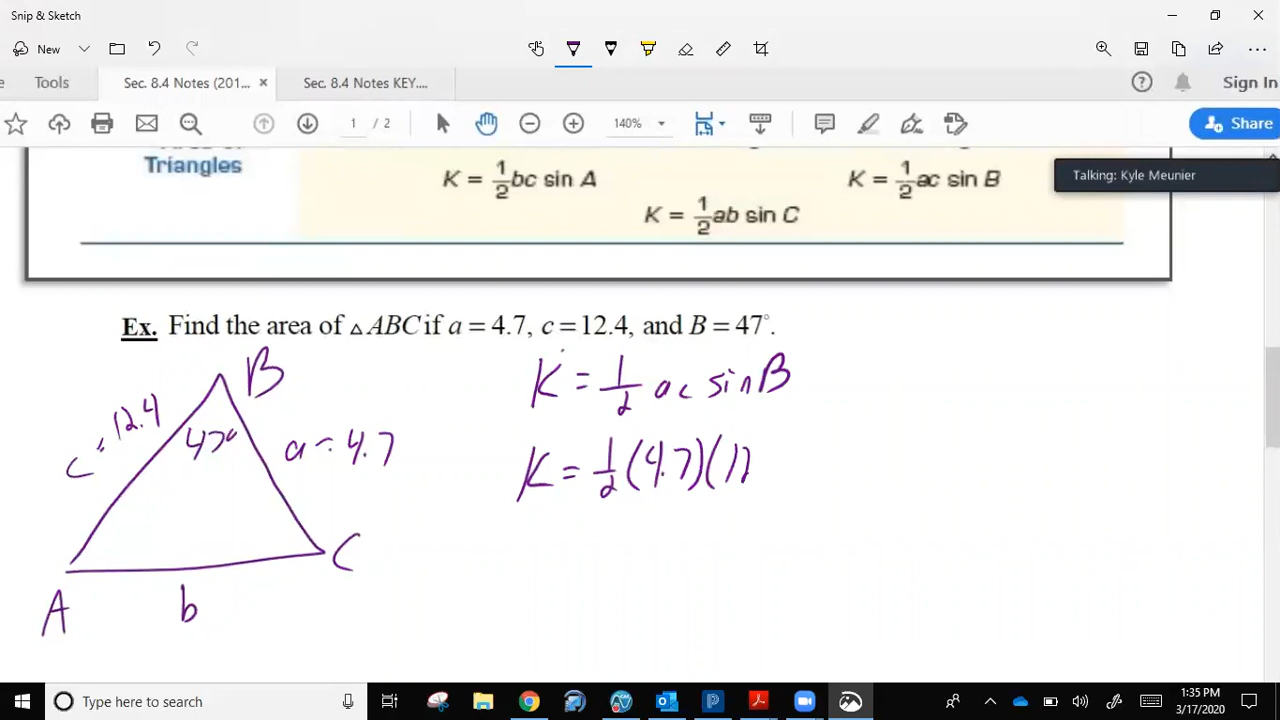 Snip & Sketch
New
Tools
Sec. 8.4 Notes (201...
Sec. 8.4 Notes KEY....
Sign In
1 / 2
140%
Share
Triangles
K = 1/2 bc sin A
K = 1/2 ac sin B
Talking: Kyle Meunier
K = 1/2 ab sin C
Ex. Find the area of △ABC if a = 4.7, c = 12.4, and B = 47°.
B
K = 1/2 ac sin B
c = 12.4
47°
a = 4.7
K = 1/2 (4.7)(12
C
A
b
Type here to search
1:35 PM
3/17/2020